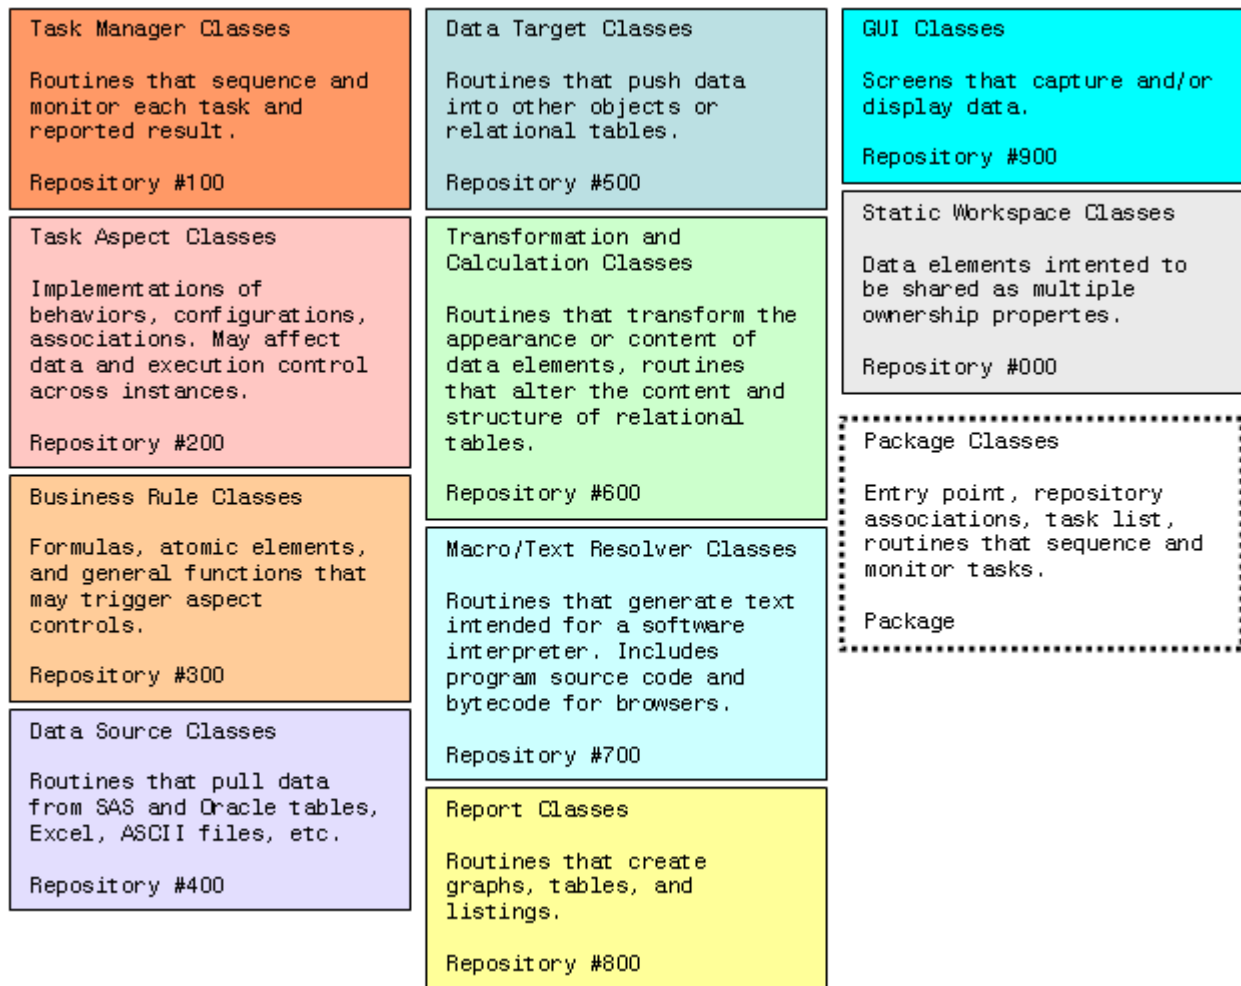 Task Manager Classes
Routines that sequence and
monitor each task and
reported result.
Repository #100
Task Aspect Classes
Implementations of
behaviors, configurations,
associations. May affect
data and execution control
across instances.
Repository #200
Business Rule Classes
Formulas, atomic elements,
and general functions that
may trigger aspect
controls.
Repository #300
Data Source Classes
Routines that pull data
from SAS and Oracle tables,
Excel, ASCII files, etc.
Repository #400
Data Target Classes
Routines that push data
into other objects or
relational tables.
Repository #500
Transformation and
Calculation Classes
Routines that transform the
appearance or content of
data elements, routines
that alter the content and
structure of relational
tables.
Repository #600
Macro/Text Resolver Classes
Routines that generate text
intended for a software
interpreter. Includes
program source code and
bytecode for browsers.
Repository #700
Report Classes
Routines that create
graphs, tables, and
listings.
Repository #800
GUI Classes
Screens that capture and/or
display data.
Repository #900
Static Workspace Classes
Data elements intented to
be shared as multiple
ownership propertes.
Repository #000
Package Classes
Entry point, repository
associations, task list,
routines that sequence and
monitor tasks.
Package